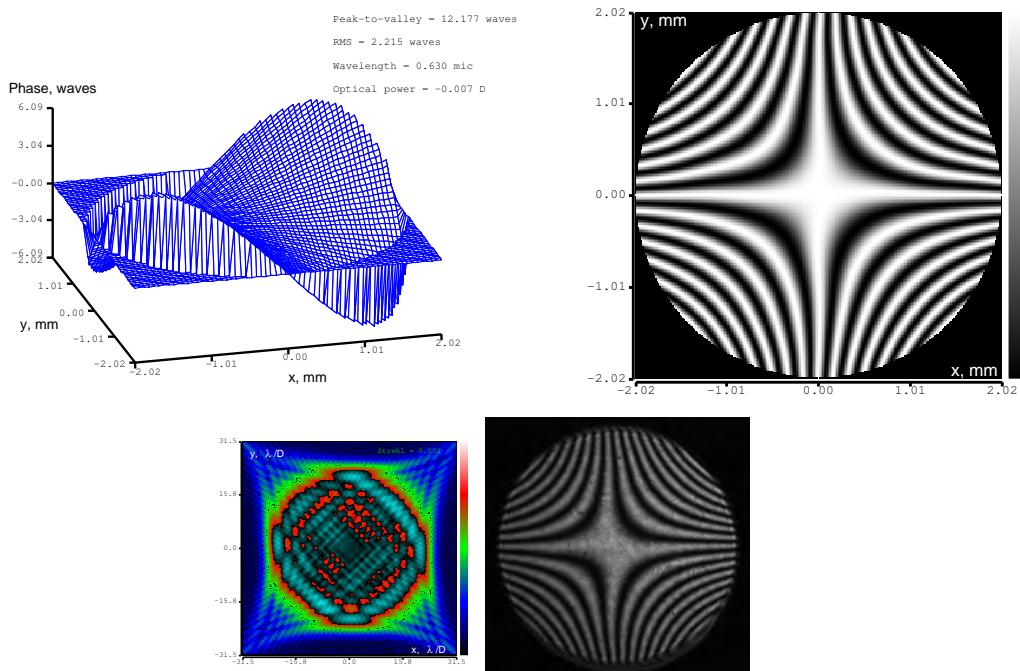 Peak-to-valley = 12.177 waves
RMS = 2.215 waves
Wavelength = 0.630 mic
Optical power = -0.007 D
Phase, waves
6.09
3.04
-0.00
-3.04
-6.09
2.02
1.01
0.00
-1.01
-2.02
y, mm
-2.02
-1.01
0.00
1.01
2.02
x, mm
2.02
1.01
0.00
-1.01
-2.02
y, mm
x, mm
-2.02
-1.01
0.00
1.01
2.02
31.5
15.8
0.0
-15.8
-31.5
y, λ/D
Strehl = 0.001
x, λ/D
-31.5
-15.8
0.0
15.8
31.5